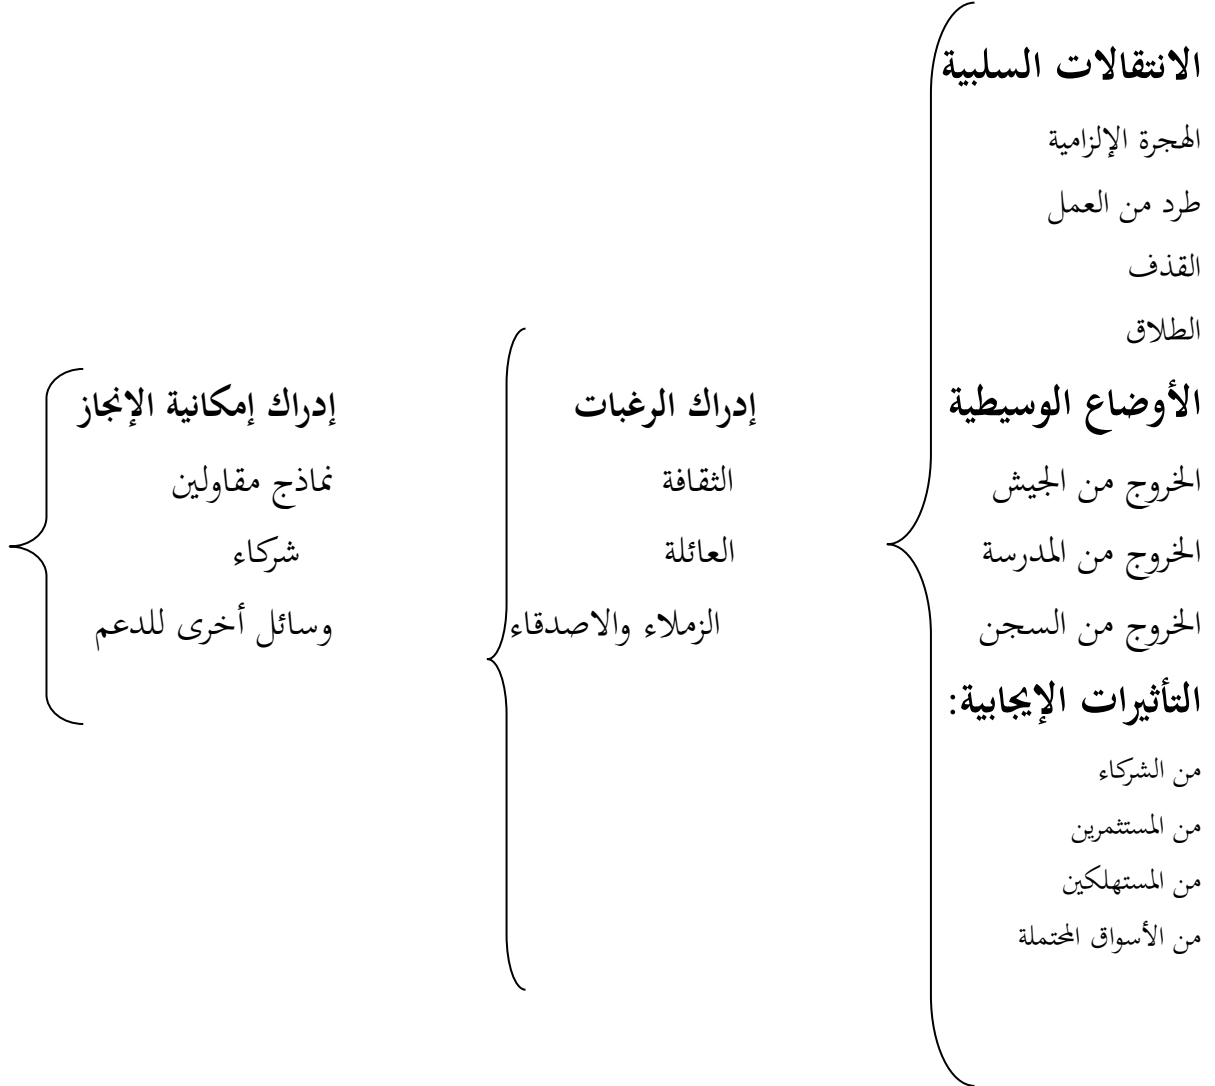 الانتقالات السلبية
الهجرة الإلزامية
طرد من العمل
القذف
الطلاق
الأوضاع الوسيطية
الخروج من الجيش
الخروج من المدرسة
الخروج من السجن
التأثيرات الإيجابية:
من الشركاء
من المستثمرين
من المستهلكين
من الأسواق المحتملة
إدراك الرغبات
الثقافة
العائلة
الزملاء والاصدقاء
إدراك إمكانية الإنجاز
نماذج مقاولين
شركاء
وسائل أخرى للدعم